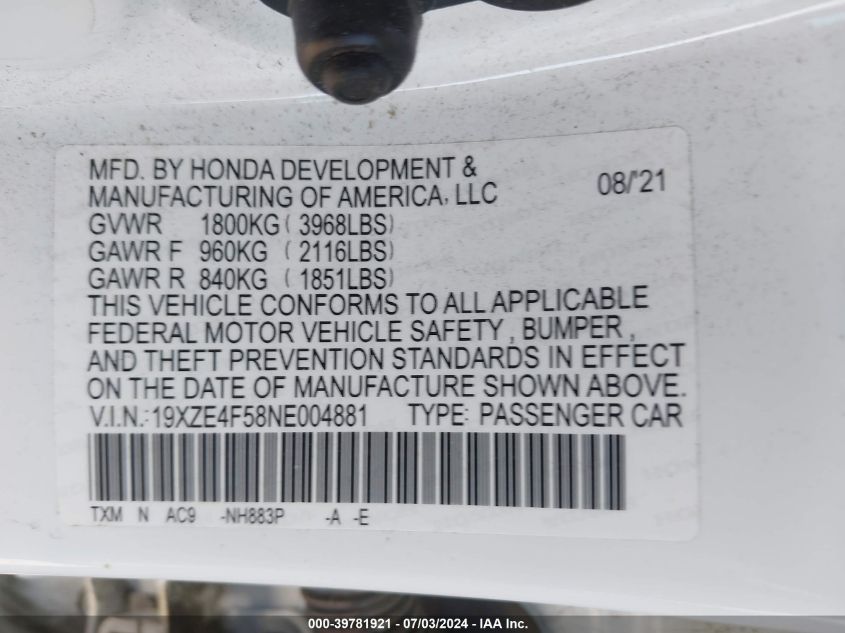 MFD. BY HONDA DEVELOPMENT &
MANUFACTURING OF AMERICA, LLC 08/'21
GVWR 1800KG ( 3968LBS)
GAWR F 960KG ( 2116LBS)
GAWR R 840KG ( 1851LBS)
THIS VEHICLE CONFORMS TO ALL APPLICABLE
FEDERAL MOTOR VEHICLE SAFETY , BUMPER ,
AND THEFT PREVENTION STANDARDS IN EFFECT
ON THE DATE OF MANUFACTURE SHOWN ABOVE.
V.I.N.: 19XZE4F58NE004881 TYPE: PASSENGER CAR
TXM N AC9 -NH883P -A -E
000-39781921 - 07/03/2024 - IAA Inc.